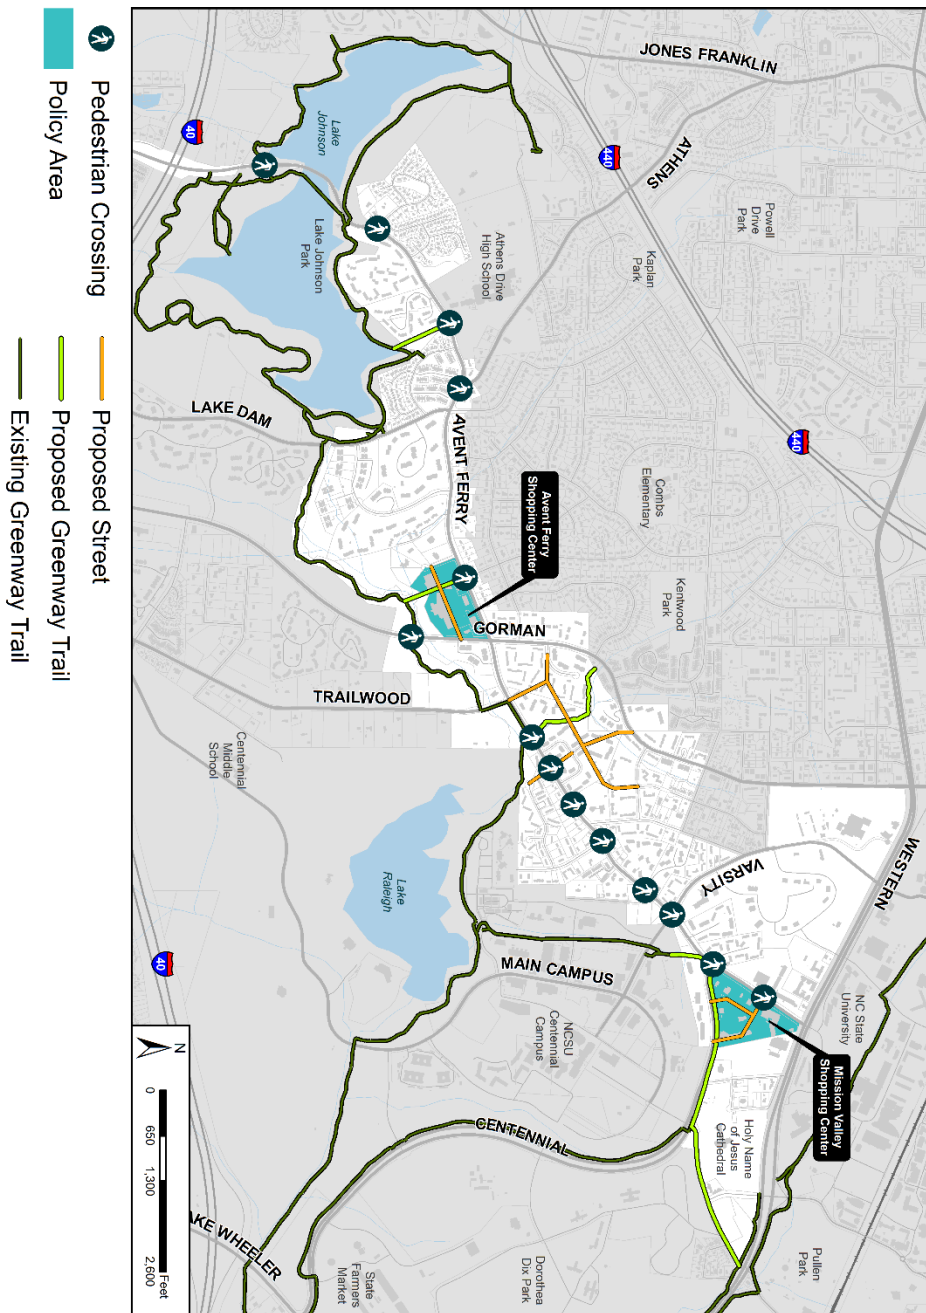 JONES FRANKLIN
440
ATHENS
Powell
Drive
Park
Kaplan
Park
440
WESTERN
NC State
University
Pullen
Park
Lake
Johnson
40
Lake Johnson
Park
Athens Drive
High School
Combs
Elementary
Kentwood
Park
VARSITY
Mission Valley
Shopping Center
Holy Name
of Jesus
Cathedral
AVENT FERRY
Avent Ferry
Shopping Center
LAKE DAM
GORMAN
TRAILWOOD
Centennial
Middle
School
Lake
Raleigh
MAIN CAMPUS
NCSU
Centennial
Campus
CENTENNIAL
Dorothea
Dix Park
40
AKE WHEELER
State
Farmers
Market
N
0 650 1,300 2,600
Feet
Pedestrian Crossing
Policy Area
Proposed Street
Proposed Greenway Trail
Existing Greenway Trail